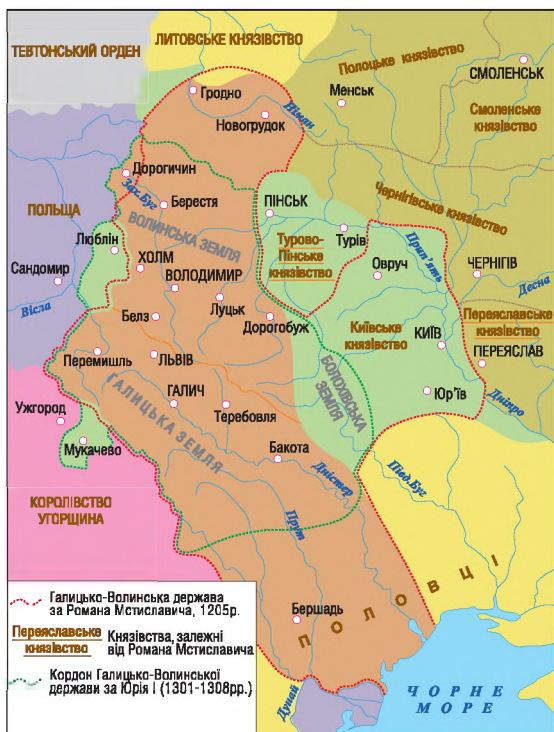 ТЕВТОНСЬКИЙ ОРДЕН
ЛИТОВСЬКЕ КНЯЗІВСТВО
Полоцьке князівство
СМОЛЕНСЬК
Гродно
Менськ
Новогрудок
Німан
Смоленське
князівство
Дорогичин
Зах.Буг
Берестя
ПІНСЬК
Чернігівське князівство
ПОЛЬЩА
ВОЛИНСЬКА ЗЕМЛЯ
Люблін
Турів
Турово-
Пінське
князівство
Прип'ять
Сандомир
ХОЛМ
ВОЛОДИМИР
Овруч
ЧЕРНІГІВ
Десна
Вісла
Белз
Луцьк
Дорогобуж
Переяславське
князівство
Київське
князівство
КИЇВ
Перемишль
ЛЬВІВ
БОЛОХІВСЬКА
ЗЕМЛЯ
ПЕРЕЯСЛАВ
ГАЛИЧ
Юр'їв
Дніпро
Ужгород
ГАЛИЦЬКА ЗЕМЛЯ
Теребовля
Мукачево
Бакота
Дністер
Півд.Буг
КОРОЛІВСТВО
УГОРЩИНА
Прут
ПОЛОВЦІ
Бершадь
Дунай
ЧОРНЕ
МОРЕ
Галицько-Волинська держава
за Романа Мстиславича, 1205р.
Переяславське
князівство
Князівства, залежні
від Романа Мстиславича
Кордон Галицько-Волинської
держави за Юрія І (1301-1308рр.)